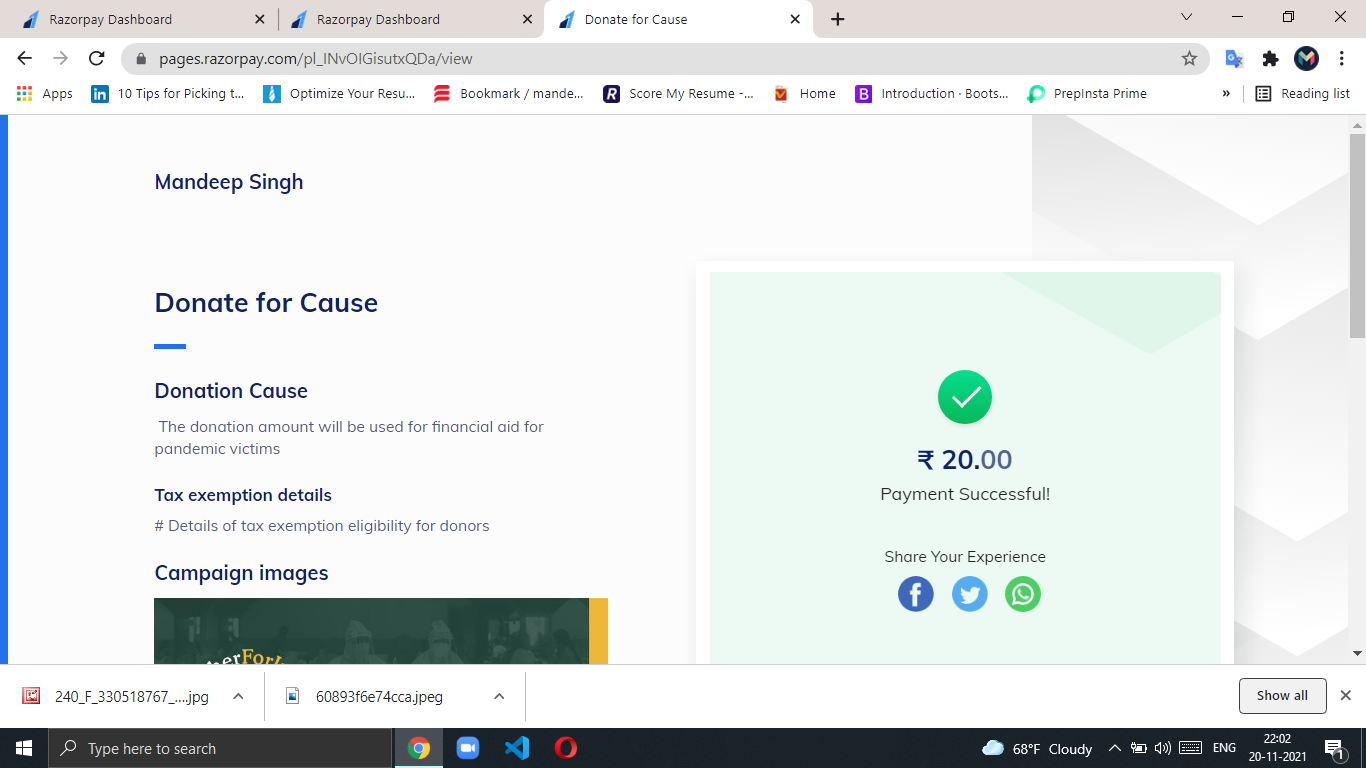 Razorpay Dashboard
Razorpay Dashboard
Donate for Cause
pages.razorpay.com/pl_INvOIGisutxQDa/view
Apps
10 Tips for Picking t...
Optimize Your Resu...
Bookmark / mande...
Score My Resume -...
Home
Introduction · Boots...
PrepInsta Prime
»
Reading list
Mandeep Singh
Donate for Cause
Donation Cause
The donation amount will be used for financial aid for
pandemic victims
Tax exemption details
# Details of tax exemption eligibility for donors
Campaign images
₹ 20.00
Payment Successful!
Share Your Experience
240_F_330518767_....jpg
60893f6e74cca.jpeg
Show all
Type here to search
68°F Cloudy
ENG
22:02
20-11-2021
1